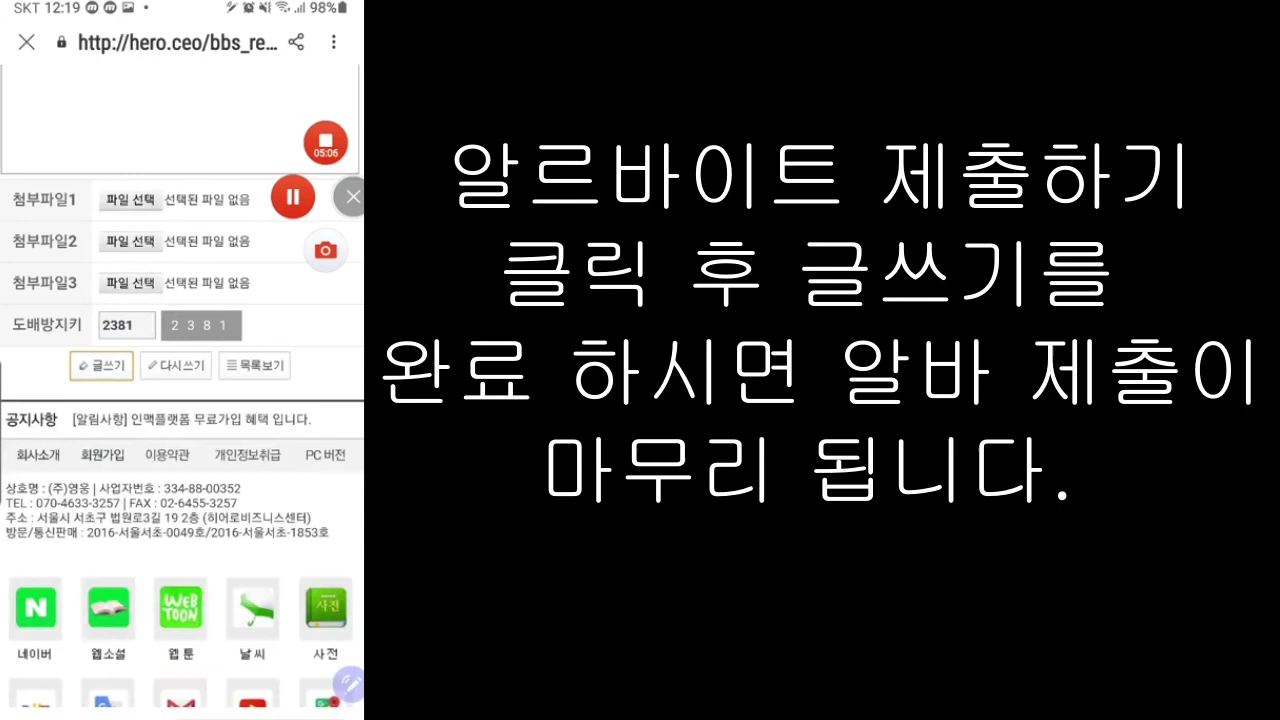 SKT 12:19
98%
http://hero.ceo/bbs_re...
05:06
첨부파일1 파일 선택 선택된 파일 없음
첨부파일2 파일 선택 선택된 파일 없음
첨부파일3 파일 선택 선택된 파일 없음
도배방지키 2381 2 3 8 1
글쓰기 다시쓰기 목록보기
공지사항 [알림사항] 인맥플랫폼 무료가입 혜택 입니다.
회사소개 회원가입 이용약관 개인정보취급 PC 버전
상호명 : (주)영웅 | 사업자번호 : 334-88-00352
TEL : 070-4633-3257 | FAX : 02-6455-3257
주소 : 서울시 서초구 법원로3길 19 2층 (히어로비즈니스센터)
방문/통신판매 : 2016-서울서초-0049호/2016-서울서초-1853호
N
WEB TOON
사전
네이버 웹소설 웹툰 날씨 사전
알르바이트 제출하기
클릭 후 글쓰기를
완료 하시면 알바 제출이
마무리 됩니다.